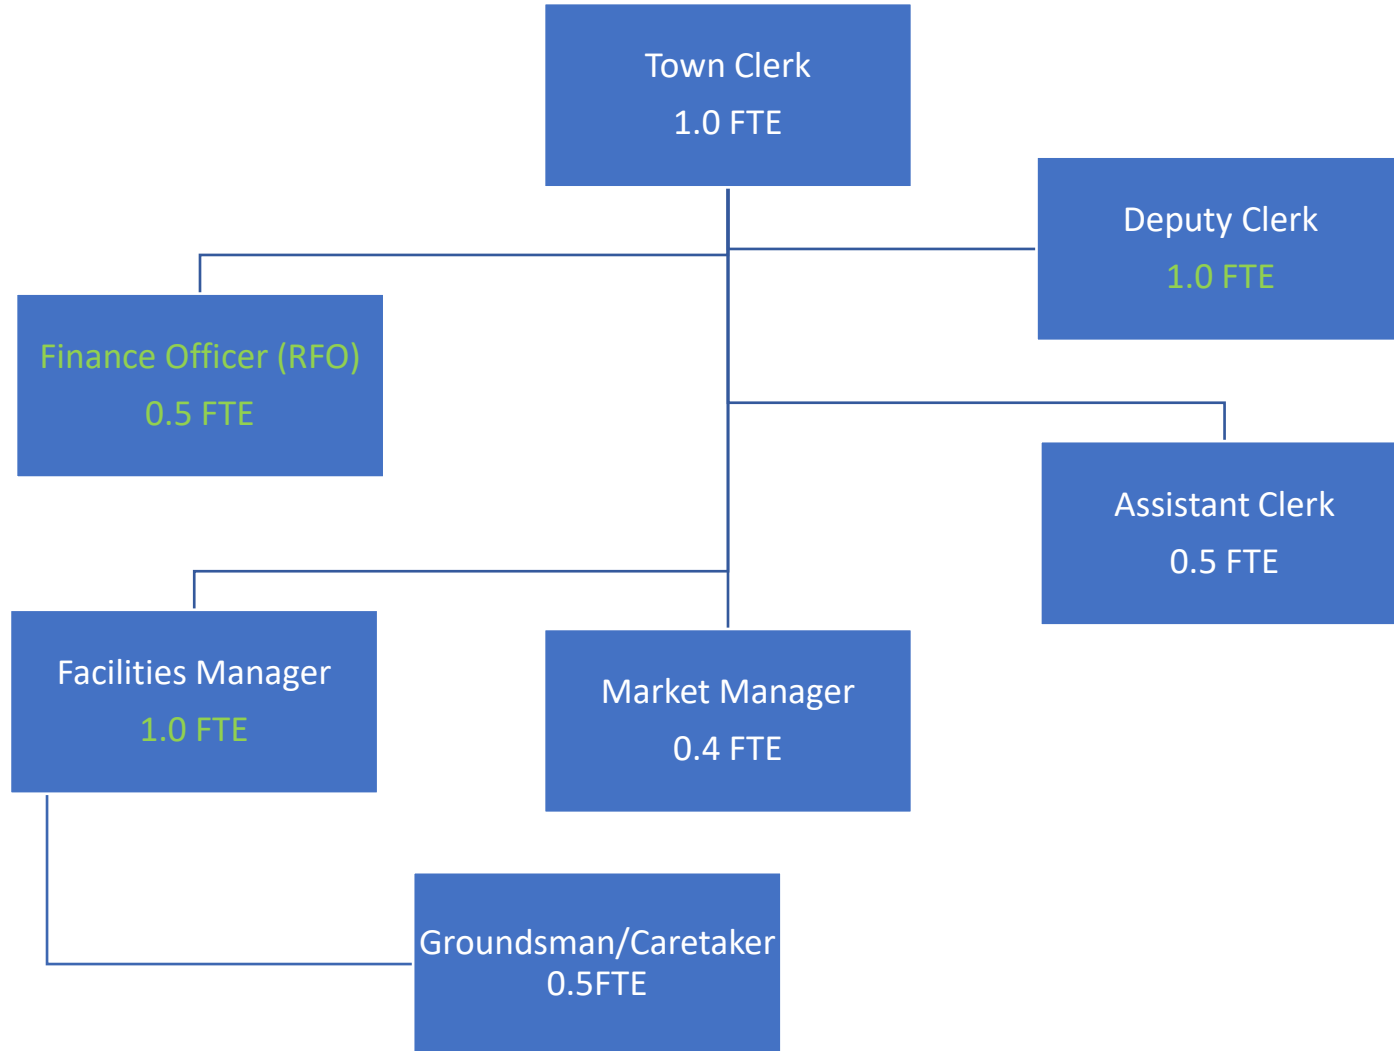 Town Clerk
1.0 FTE
Deputy Clerk
1.0 FTE
Finance Officer (RFO)
0.5 FTE
Assistant Clerk
0.5 FTE
Facilities Manager
1.0 FTE
Market Manager
0.4 FTE
Groundsman/Caretaker
0.5FTE